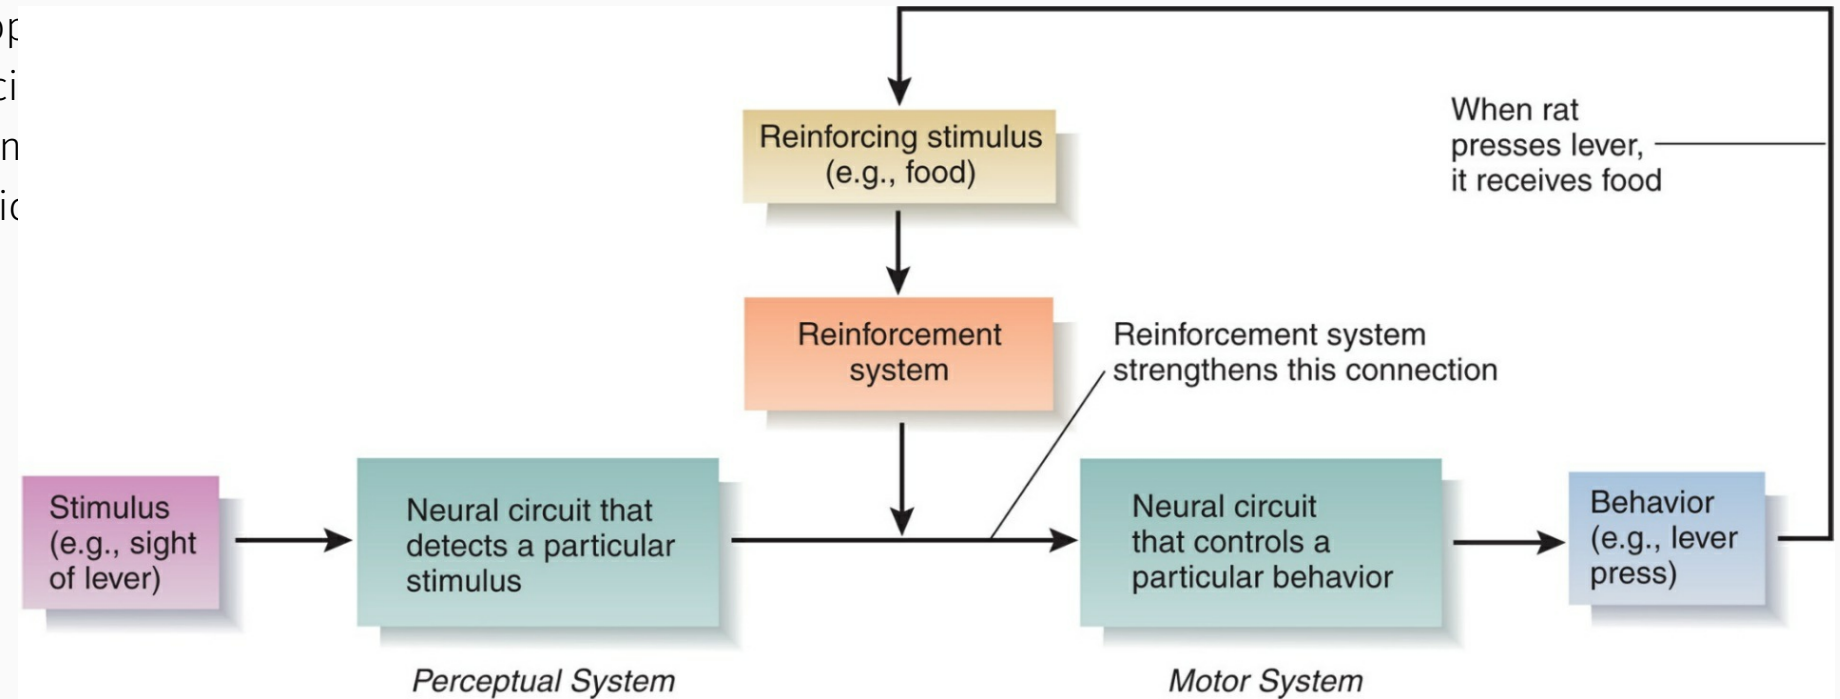 Reinforcing stimulus
(e.g., food)
When rat
presses lever,
it receives food
Reinforcement
system
Reinforcement system
strengthens this connection
Stimulus
(e.g., sight
of lever)
Neural circuit that
detects a particular
stimulus
Neural circuit
that controls a
particular behavior
Behavior
(e.g., lever
press)
Perceptual System
Motor System